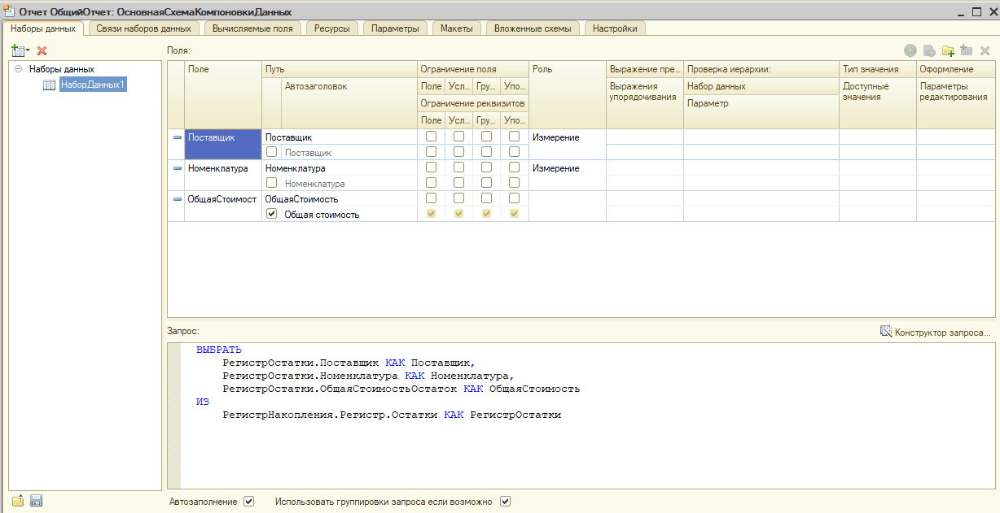 Отчет ОбщийОтчет: ОсновнаяСхемаКомпоновкиДанных
Наборы данных Связи наборов данных Вычисляемые поля Ресурсы Параметры Макеты Вложенные схемы Настройки
Поля:
Наборы данных
НаборДанных1
Поле Путь Ограничение поля Роль Выражение пре... Проверка иерархии: Тип значения Оформление
Автозаголовок Поле Усл... Гру... Упо... Выражения упорядочивания Набор данных Доступные значения Параметры редактирования
Ограничение реквизитов Параметр
Поле Усл... Гру... Упо...
Поставщик Поставщик Измерение
Поставщик
Номенклатура Номенклатура Измерение
Номенклатура
ОбщаяСтоимост ОбщаяСтоимость
Общая стоимость
Запрос: Конструктор запроса...
ВЫБРАТЬ
РегистрОстатки.Поставщик КАК Поставщик,
РегистрОстатки.Номенклатура КАК Номенклатура,
РегистрОстатки.ОбщаяСтоимостьОстаток КАК ОбщаяСтоимость
ИЗ
РегистрНакопления.Регистр.Остатки КАК РегистрОстатки
Автозаполнение Использовать группировки запроса если возможно